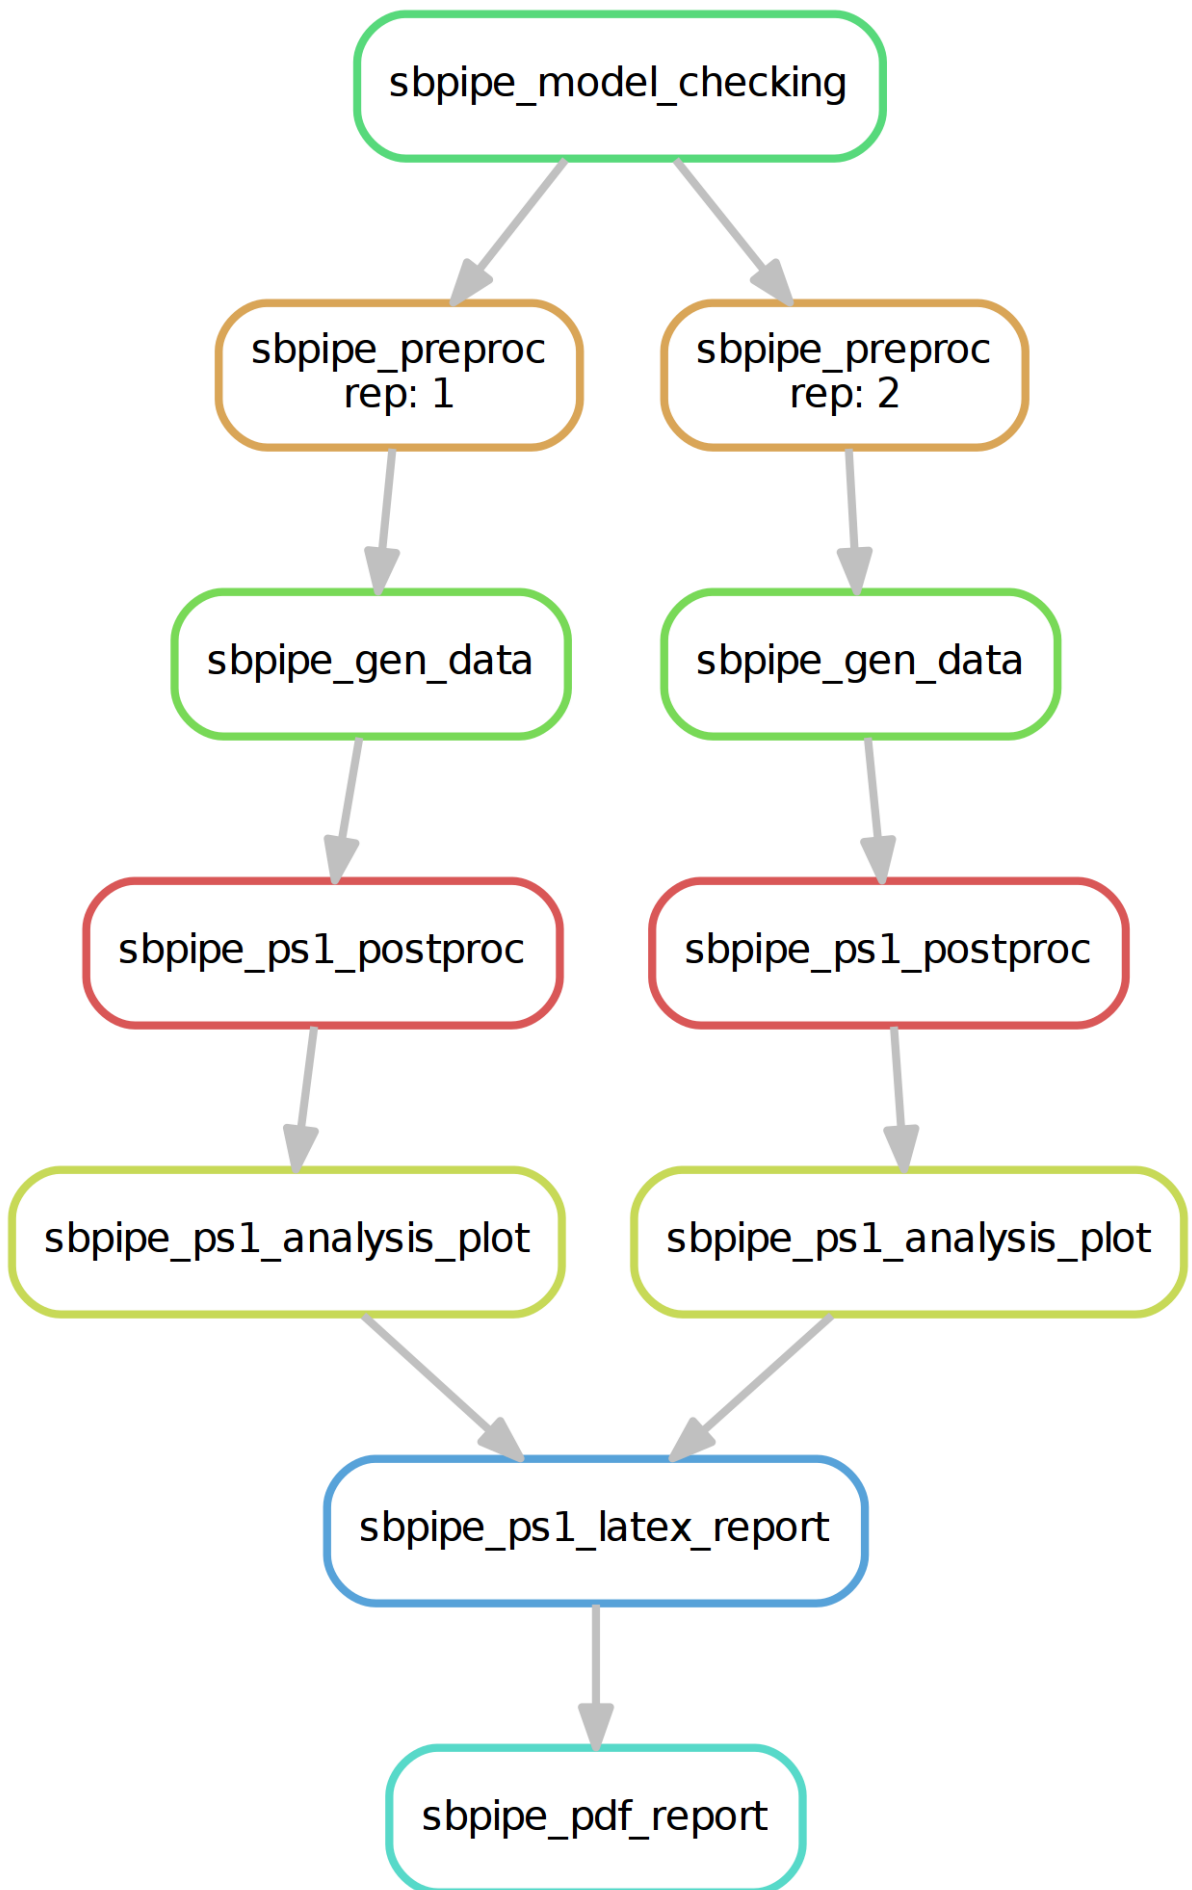 sbpipe_model_checking
sbpipe_preproc
rep: 1
sbpipe_preproc
rep: 2
sbpipe_gen_data
sbpipe_gen_data
sbpipe_ps1_postproc
sbpipe_ps1_postproc
sbpipe_ps1_analysis_plot
sbpipe_ps1_analysis_plot
sbpipe_ps1_latex_report
sbpipe_pdf_report